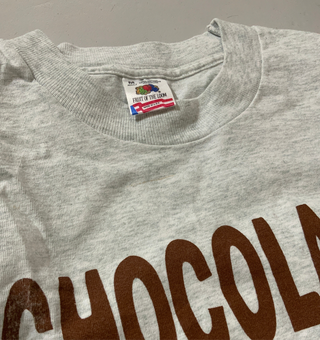 M
FRUIT OF THE LOOM
CHOCOLA